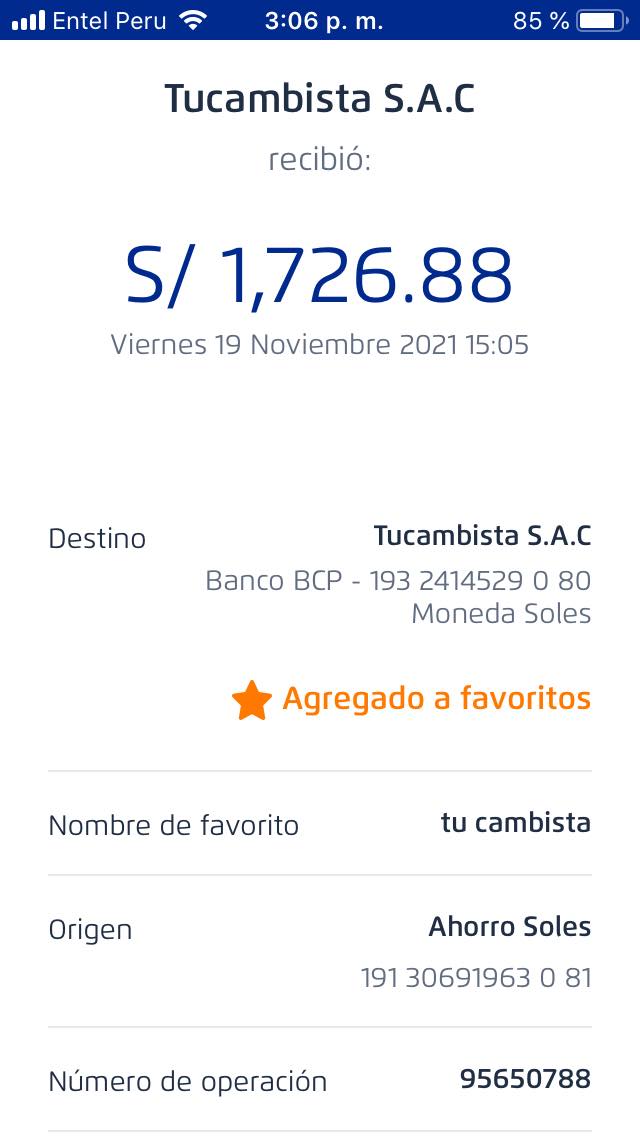 Entel Peru 3:06 p. m. 85 %
Tucambista S.A.C
recibió:
S/ 1,726.88
Viernes 19 Noviembre 2021 15:05
Destino Tucambista S.A.C
Banco BCP - 193 2414529 0 80
Moneda Soles
Agregado a favoritos
Nombre de favorito tu cambista
Origen Ahorro Soles
191 30691963 0 81
Número de operación 95650788